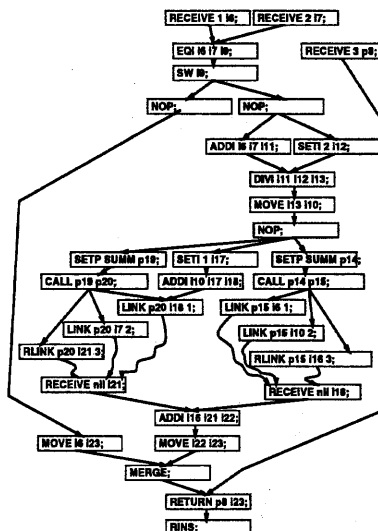 RECEIVE 1 i6;
RECEIVE 2 i7;
EQI i6 i7 i9;
RECEIVE 3 p8;
SW i9;
NOP;
NOP;
ADDI i6 i7 i11;
SETI 2 i12;
DIVI i11 i12 i13;
MOVE i13 i10;
NOP;
SETP SUMM p19;
SETI 1 i17;
SETP SUMM p14;
CALL p19 p20;
ADDI i10 i17 i18;
CALL p14 p15;
LINK p20 i18 1;
LINK p15 i6 1;
LINK p20 i7 2;
LINK p15 i10 2;
RLINK p20 i21 3;
RLINK p15 i16 3;
RECEIVE nil i21;
RECEIVE nil i16;
ADDI i16 i21 i22;
MOVE i6 i23;
MOVE i22 i23;
MERGE;
RETURN p8 i23;
RINS;